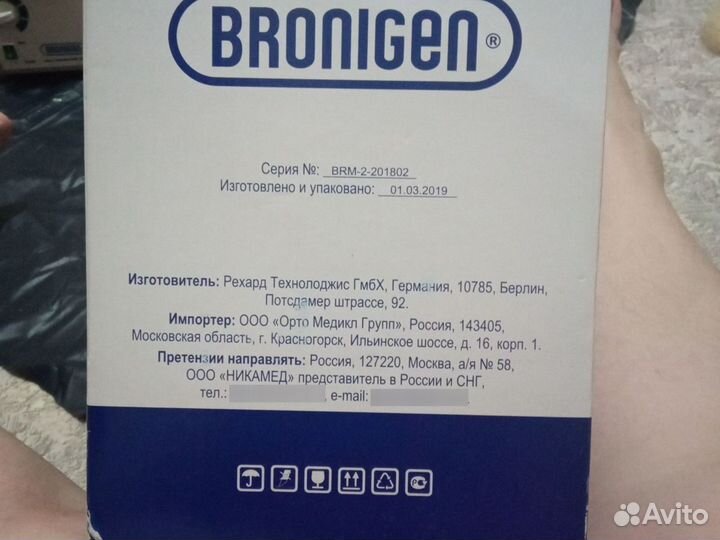 BRONIGEN®
Серия №: BRM-2-201802
Изготовлено и упаковано: 01.03.2019
Изготовитель: Рехард Технолоджис ГмбХ, Германия, 10785, Берлин,
Потсдамер штрассе, 92.
Импортер: ООО «Орто Медикл Групп», Россия, 143405,
Московская область, г. Красногорск, Ильинское шоссе, д. 16, корп. 1.
Претензии направлять: Россия, 127220, Москва, а/я № 58,
ООО «НИКАМЕД» представитель в России и СНГ,
тел.: , e-mail:
Avito